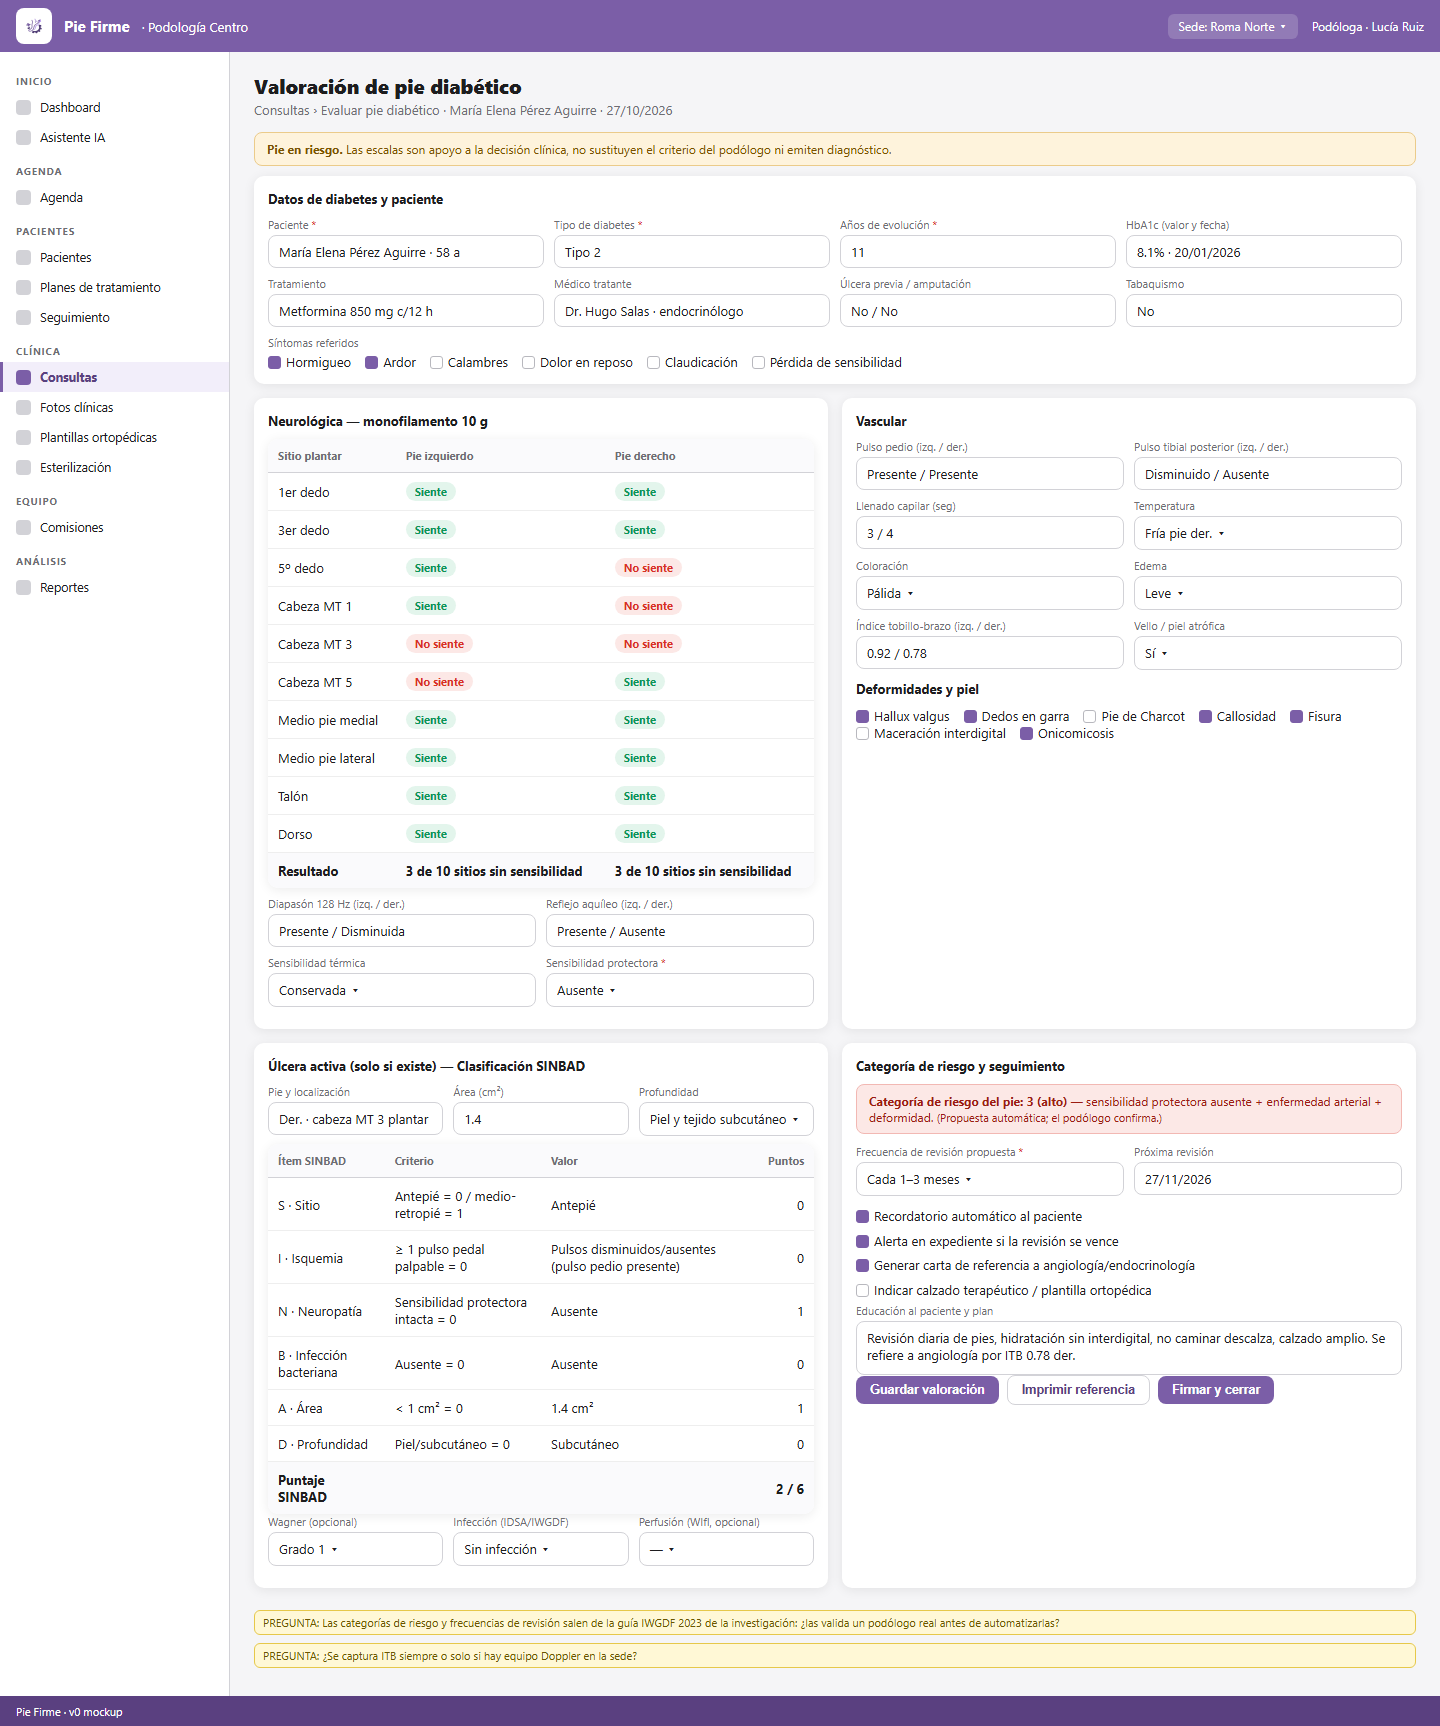 Pie Firme · Podología Centro
Sede: Roma Norte ▾
Podóloga · Lucía Ruiz
INICIO
Dashboard
Asistente IA
AGENDA
Agenda
PACIENTES
Pacientes
Planes de tratamiento
Seguimiento
CLÍNICA
Consultas
Fotos clínicas
Plantillas ortopédicas
Esterilización
EQUIPO
Comisiones
ANÁLISIS
Reportes
Valoración de pie diabético
Consultas › Evaluar pie diabético · María Elena Pérez Aguirre · 27/10/2026
Pie en riesgo. Las escalas son apoyo a la decisión clínica, no sustituyen el criterio del podólogo ni emiten diagnóstico.
Datos de diabetes y paciente
Paciente *
María Elena Pérez Aguirre · 58 a
Tipo de diabetes *
Tipo 2
Años de evolución *
11
HbA1c (valor y fecha)
8.1% · 20/01/2026
Tratamiento
Metformina 850 mg c/12 h
Médico tratante
Dr. Hugo Salas · endocrinólogo
Úlcera previa / amputación
No / No
Tabaquismo
No
Síntomas referidos
Hormigueo Ardor Calambres Dolor en reposo Claudicación Pérdida de sensibilidad
Neurológica — monofilamento 10 g
Sitio plantar Pie izquierdo Pie derecho
1er dedo Siente Siente
3er dedo Siente Siente
5º dedo Siente No siente
Cabeza MT 1 Siente No siente
Cabeza MT 3 No siente No siente
Cabeza MT 5 No siente Siente
Medio pie medial Siente Siente
Medio pie lateral Siente Siente
Talón Siente Siente
Dorso Siente Siente
Resultado 3 de 10 sitios sin sensibilidad 3 de 10 sitios sin sensibilidad
Diapasón 128 Hz (izq. / der.)
Presente / Disminuida
Reflejo aquíleo (izq. / der.)
Presente / Ausente
Sensibilidad térmica
Conservada ▾
Sensibilidad protectora *
Ausente ▾
Vascular
Pulso pedio (izq. / der.)
Presente / Presente
Pulso tibial posterior (izq. / der.)
Disminuido / Ausente
Llenado capilar (seg)
3 / 4
Temperatura
Fría pie der. ▾
Coloración
Pálida ▾
Edema
Leve ▾
Índice tobillo-brazo (izq. / der.)
0.92 / 0.78
Vello / piel atrófica
Sí ▾
Deformidades y piel
Hallux valgus Dedos en garra Pie de Charcot Callosidad Fisura
Maceración interdigital Onicomicosis
Úlcera activa (solo si existe) — Clasificación SINBAD
Pie y localización
Der. · cabeza MT 3 plantar
Área (cm²)
1.4
Profundidad
Piel y tejido subcutáneo ▾
Ítem SINBAD Criterio Valor Puntos
S · Sitio Antepié = 0 / medio-
retropié = 1 Antepié 0
I · Isquemia ≥ 1 pulso pedal
palpable = 0 Pulsos disminuidos/ausentes
(pulso pedio presente) 0
N · Neuropatía Sensibilidad protectora
intacta = 0 Ausente 1
B · Infección
bacteriana Ausente = 0 Ausente 0
A · Área < 1 cm² = 0 1.4 cm² 1
D · Profundidad Piel/subcutáneo = 0 Subcutáneo 0
Puntaje
SINBAD 2 / 6
Wagner (opcional)
Grado 1 ▾
Infección (IDSA/IWGDF)
Sin infección ▾
Perfusión (WIfI, opcional)
— ▾
Categoría de riesgo y seguimiento
Categoría de riesgo del pie: 3 (alto) — sensibilidad protectora ausente + enfermedad arterial +
deformidad. (Propuesta automática; el podólogo confirma.)
Frecuencia de revisión propuesta *
Cada 1–3 meses ▾
Próxima revisión
27/11/2026
Recordatorio automático al paciente
Alerta en expediente si la revisión se vence
Generar carta de referencia a angiología/endocrinología
Indicar calzado terapéutico / plantilla ortopédica
Educación al paciente y plan
Revisión diaria de pies, hidratación sin interdigital, no caminar descalza, calzado amplio. Se
refiere a angiología por ITB 0.78 der.
Guardar valoración Imprimir referencia Firmar y cerrar
PREGUNTA: Las categorías de riesgo y frecuencias de revisión salen de la guía IWGDF 2023 de la investigación: ¿las valida un podólogo real antes de automatizarlas?
PREGUNTA: ¿Se captura ITB siempre o solo si hay equipo Doppler en la sede?
Pie Firme · v0 mockup